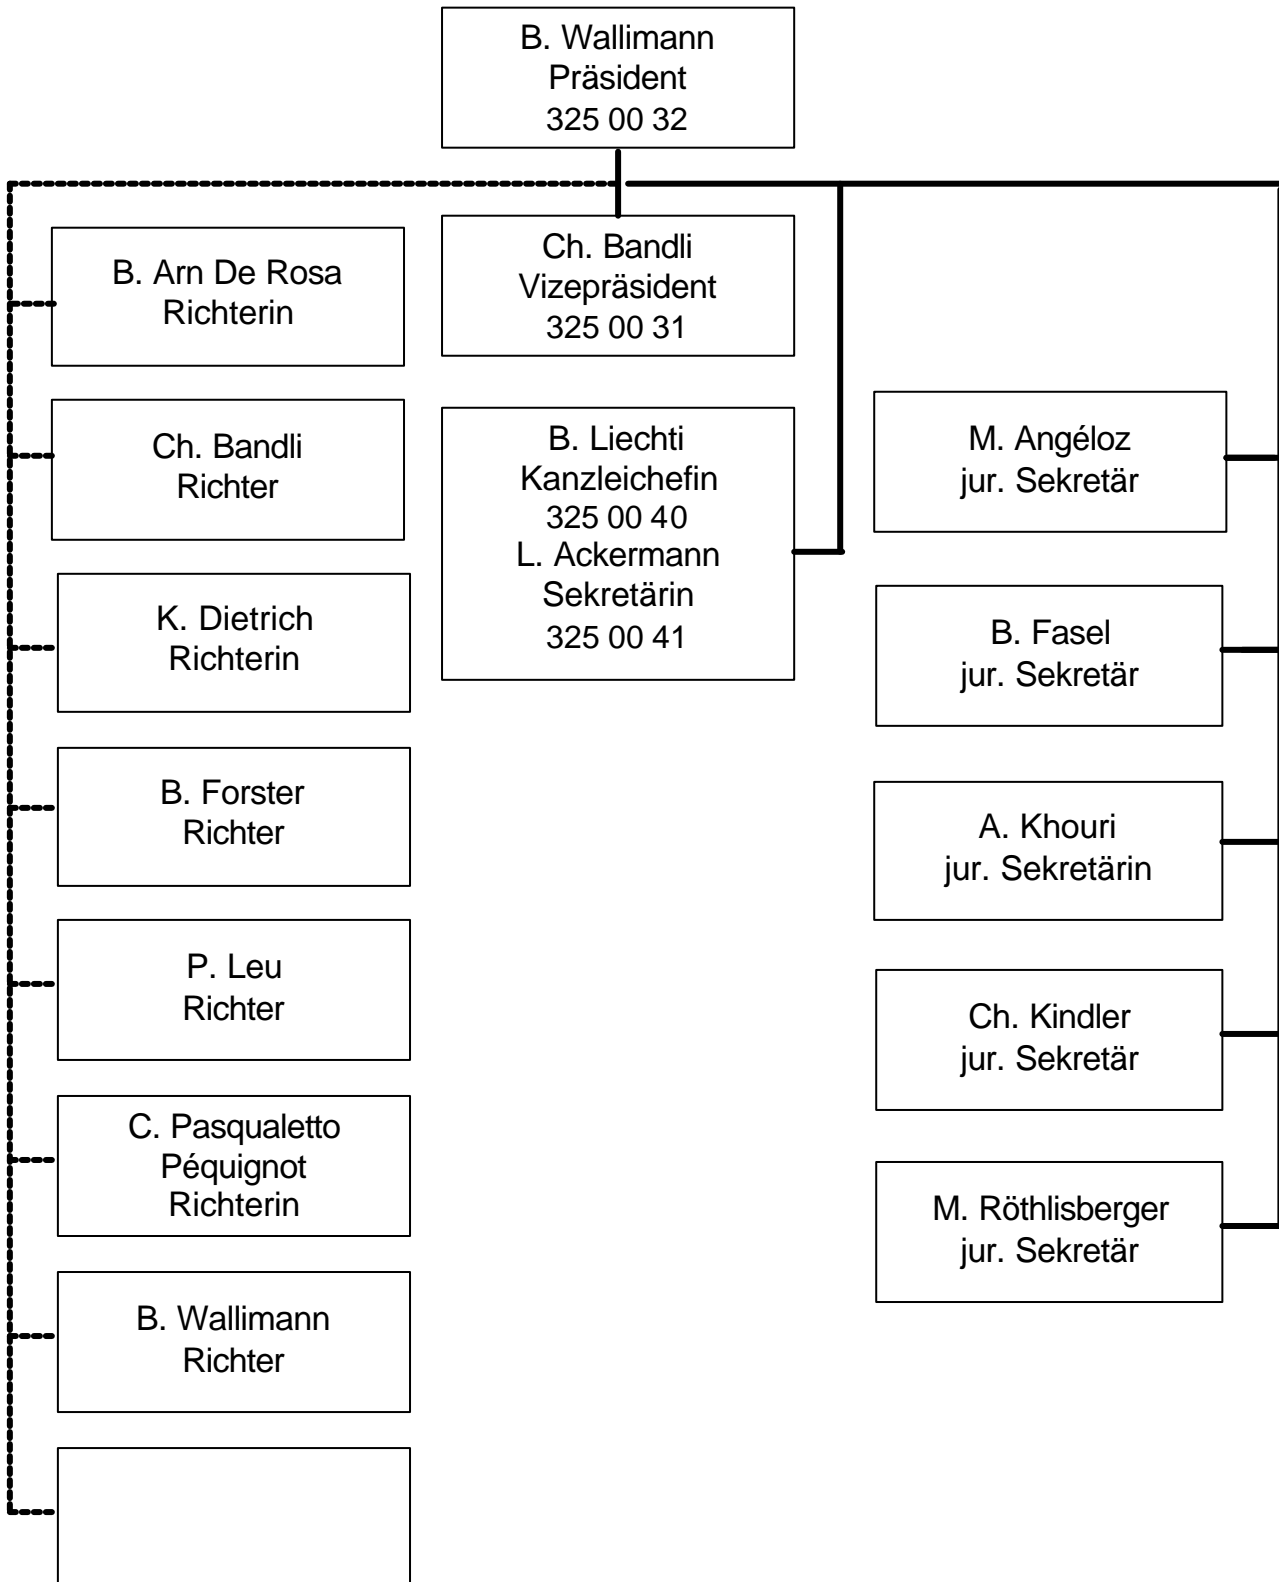 B. Wallimann
Präsident
325 00 32
Ch. Bandli
Vizepräsident
325 00 31
B. Liechti
Kanzleichefin
325 00 40
L. Ackermann
Sekretärin
325 00 41
B. Arn De Rosa
Richterin
Ch. Bandli
Richter
K. Dietrich
Richterin
B. Forster
Richter
P. Leu
Richter
C. Pasqualetto
Péquignot
Richterin
B. Wallimann
Richter
M. Angéloz
jur. Sekretär
B. Fasel
jur. Sekretär
A. Khouri
jur. Sekretärin
Ch. Kindler
jur. Sekretär
M. Röthlisberger
jur. Sekretär